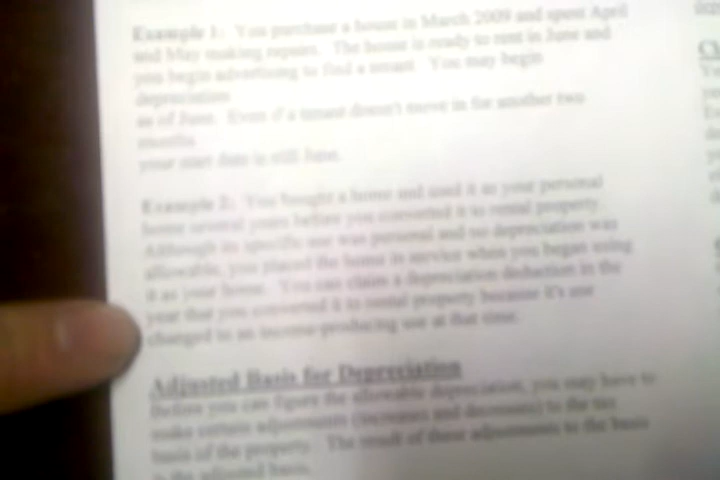 Example 1: You purchase a house in March 2009 and spent April
and May making repairs. The house is ready to rent in June and
you begin advertising to find a tenant. You may begin
depreciation
as of June. Even if a tenant doesn't move in for another two
months
your start date is still June.
Example 2: You bought a home and used it as your personal
home several years before you converted it to rental property.
Although its specific use was personal and no depreciation was
allowable, you placed the home in service when you began using
it as your home. You can claim a depreciation deduction in the
year that you converted it to rental property because it's use
changed to an income-producing use at that time.
Adjusted Basis for Depreciation
Before you can figure the allowable depreciation, you may have to
make certain adjustments (increases and decreases) to the
basis of the property. The result of these adjustments to the basis
is the adjusted basis.